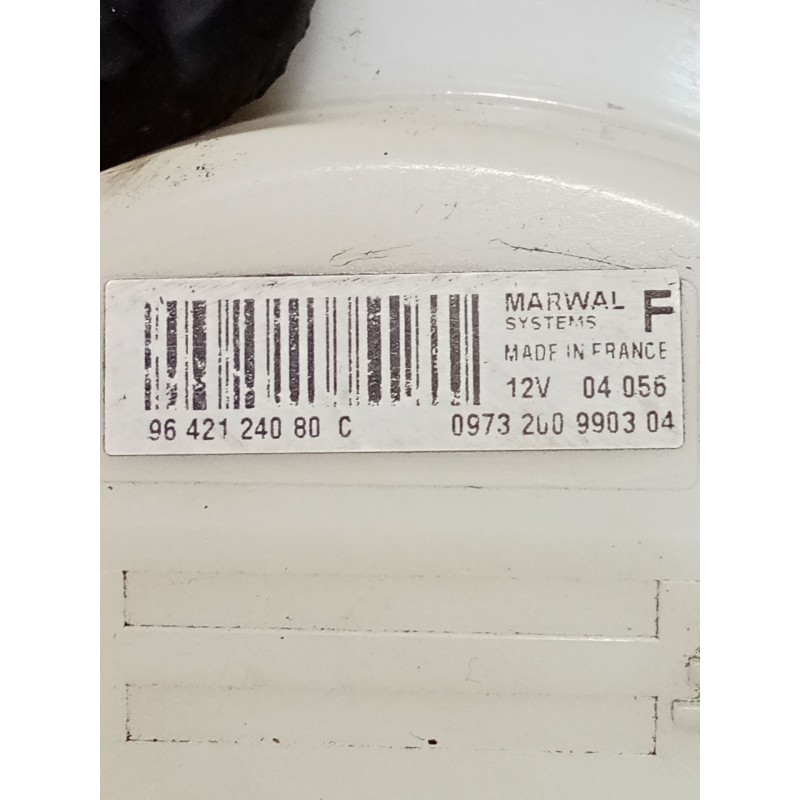 MARWAL F
SYSTEMS
MADE IN FRANCE
12V 04 056
96 421 240 80 C 0973 200 9903 04